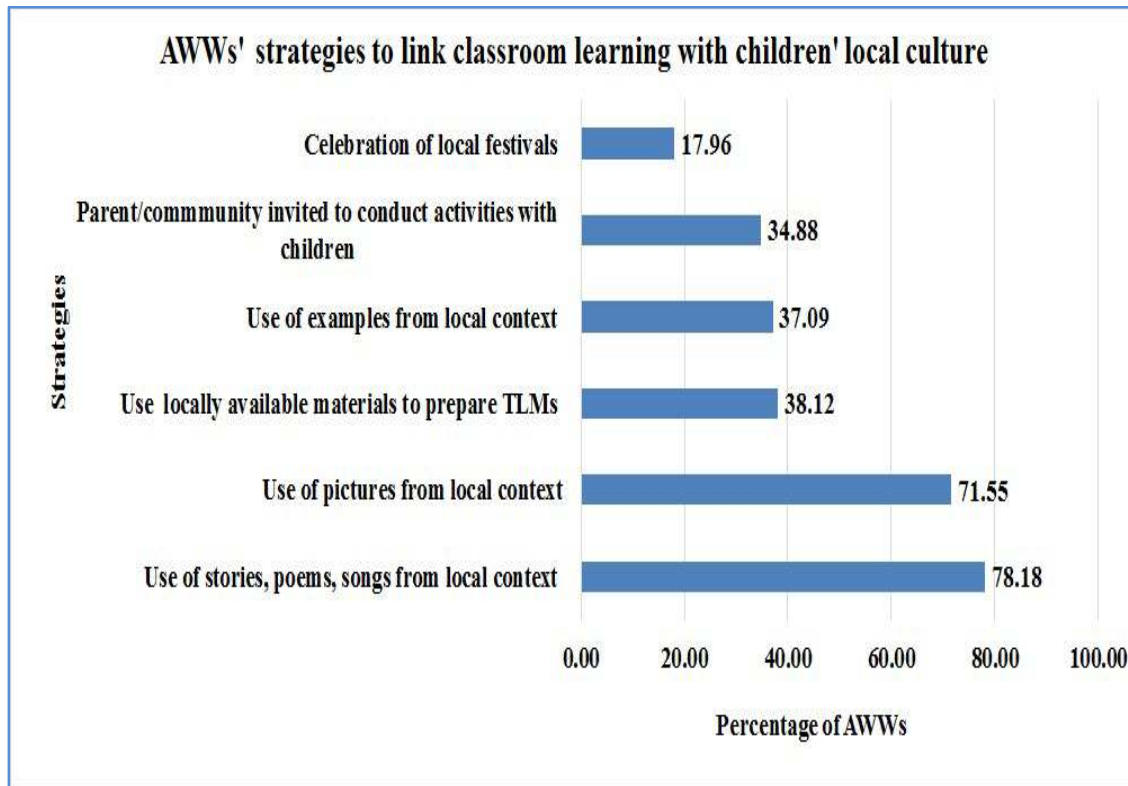 AWWs' strategies to link classroom learning with children' local culture
Celebration of local festivals
17.96
Parent/commmunity invited to conduct activities with
children
34.88
Use of examples from local context
37.09
Use locally available materials to prepare TLMs
38.12
Use of pictures from local context
71.55
Use of stories, poems, songs from local context
78.18
Strategies
0.00 20.00 40.00 60.00 80.00 100.00
Percentage of AWWs